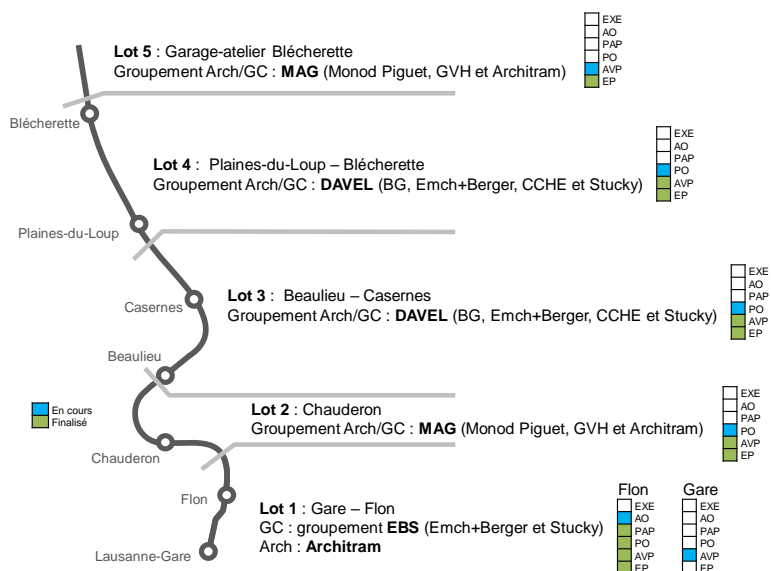 EXE
AO
PAP
PO
AVP
EP
Lot 5 : Garage-atelier Blécherette
Groupement Arch/GC : MAG (Monod Piguet, GVH et Architram)
Blécherette
EXE
AO
PAP
PO
AVP
EP
Lot 4 : Plaines-du-Loup – Blécherette
Groupement Arch/GC : DAVEL (BG, Emch+Berger, CCHE et Stucky)
Plaines-du-Loup
EXE
AO
PAP
PO
AVP
EP
Casernes
Lot 3 : Beaulieu – Casernes
Groupement Arch/GC : DAVEL (BG, Emch+Berger, CCHE et Stucky)
Beaulieu
En cours
Finalisé
EXE
AO
PAP
PO
AVP
EP
Lot 2 : Chauderon
Groupement Arch/GC : MAG (Monod Piguet, GVH et Architram)
Chauderon
Flon
Lot 1 : Gare – Flon
GC : groupement EBS (Emch+Berger et Stucky)
Arch : Architram
Lausanne-Gare
Flon
EXE
AO
PAP
PO
AVP
EP
Gare
EXE
AO
PAP
PO
AVP
EP